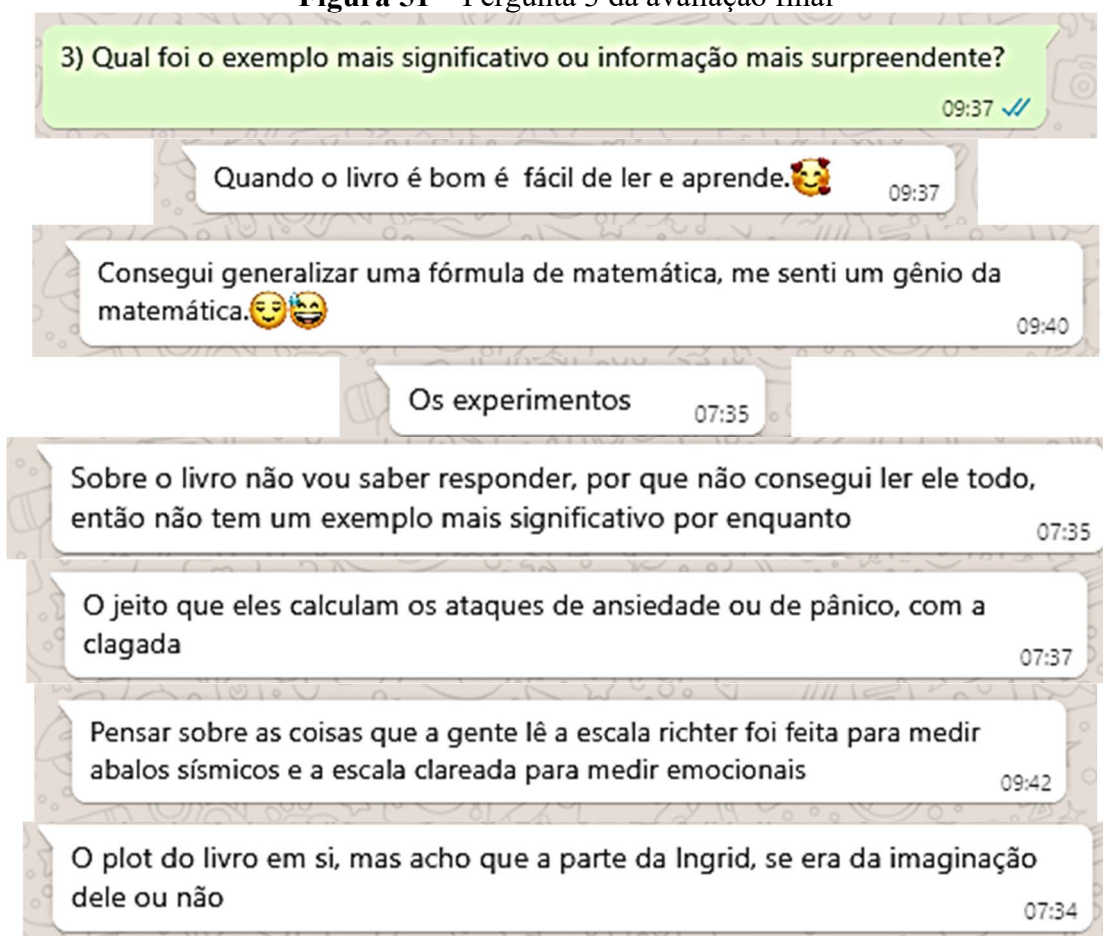 Figura 31 – Pergunta 3 da avaliação final
3) Qual foi o exemplo mais significativo ou informação mais surpreendente?
09:37
Quando o livro é bom é fácil de ler e aprende.🥰
09:37
Consegui generalizar uma fórmula de matemática, me senti um gênio da
matemática.😌😅
09:40
Os experimentos
07:35
Sobre o livro não vou saber responder, por que não consegui ler ele todo,
então não tem um exemplo mais significativo por enquanto
07:35
O jeito que eles calculam os ataques de ansiedade ou de pânico, com a
clagada
07:37
Pensar sobre as coisas que a gente lê a escala richter foi feita para medir
abalos sísmicos e a escala clareada para medir emocionais
09:42
O plot do livro em si, mas acho que a parte da Ingrid, se era da imaginação
dele ou não
07:34